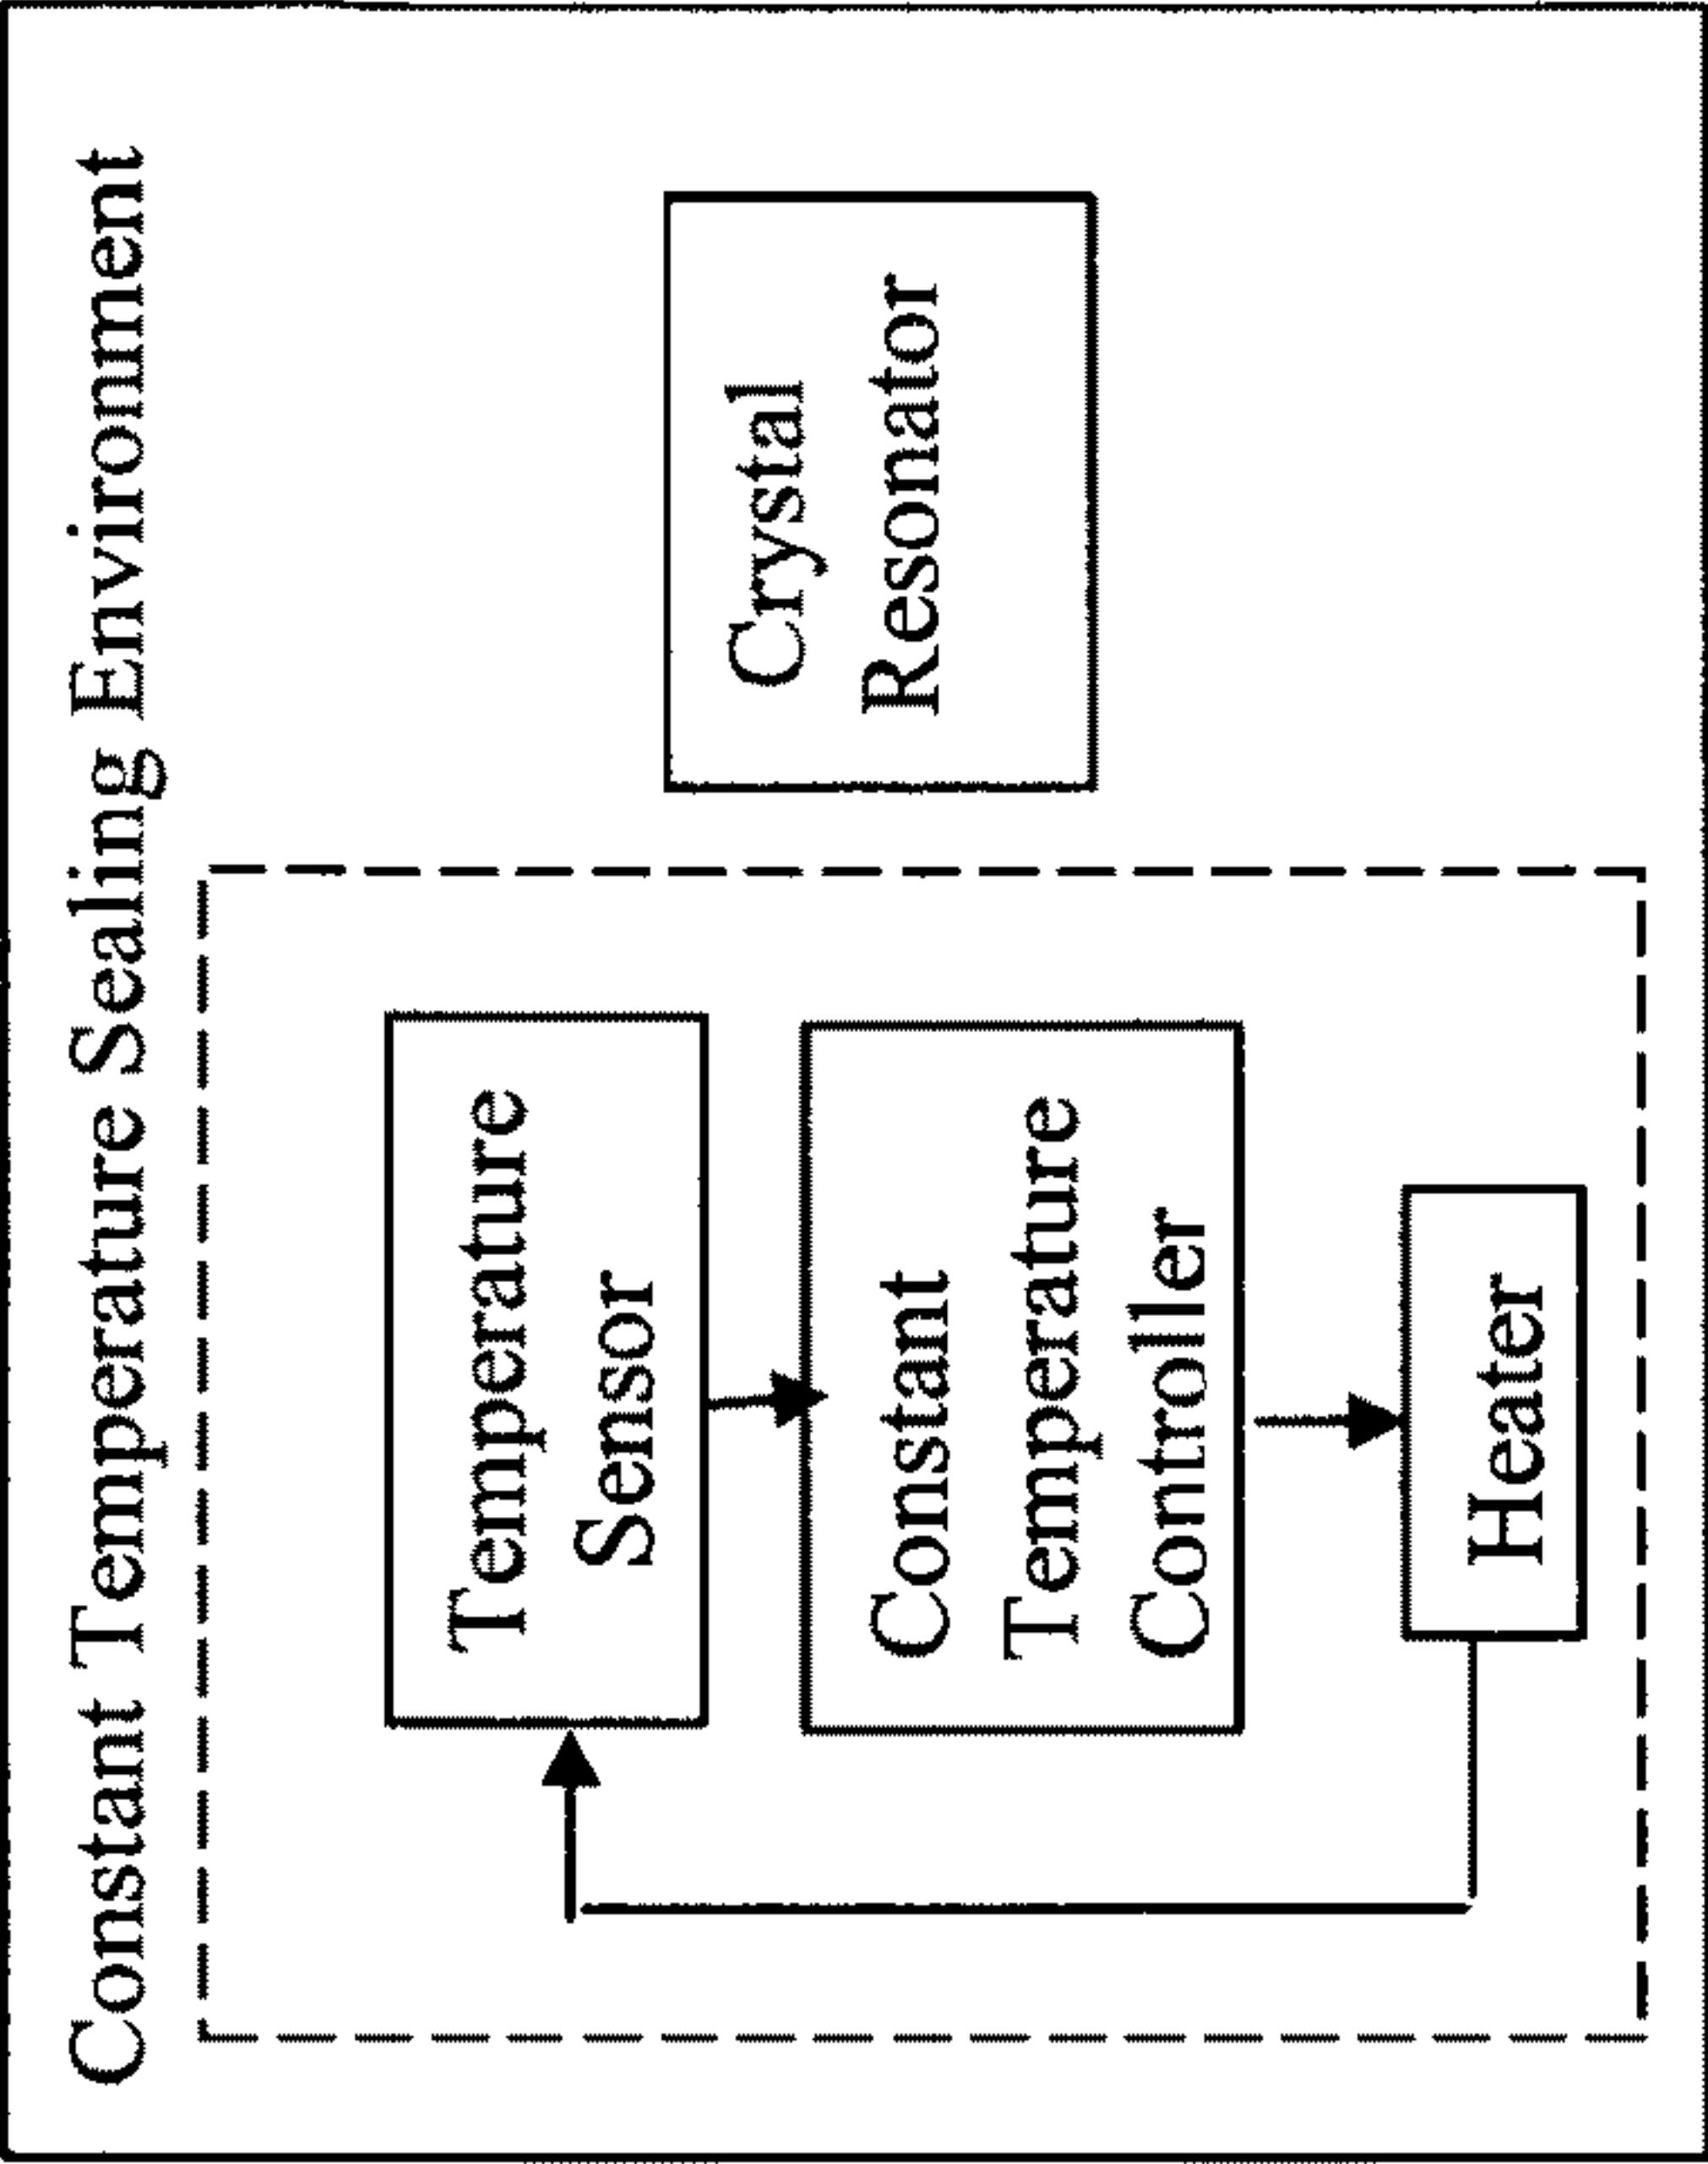 Constant Temperature Sealing Environment
Temperature
Sensor
Constant
Temperature
Controller
Heater
Crystal
Resonator